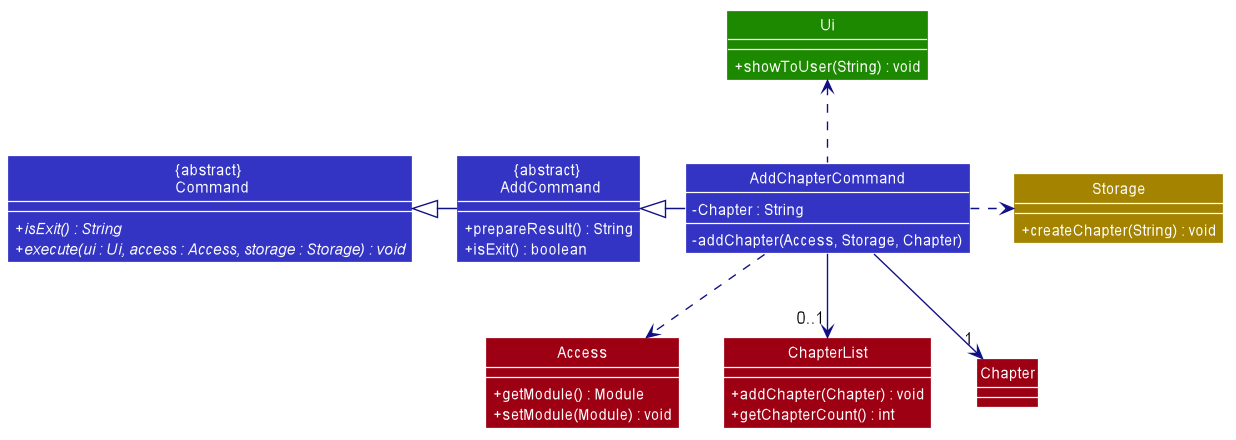 Ui
+showToUser(String) : void
{abstract}
Command
+isExit() : String
+execute(ui : Ui, access : Access, storage : Storage) : void
{abstract}
AddCommand
+prepareResult() : String
+isExit() : boolean
AddChapterCommand
-Chapter : String
-addChapter(Access, Storage, Chapter)
Storage
+createChapter(String) : void
0..1
1
Access
+getModule() : Module
+setModule(Module) : void
ChapterList
+addChapter(Chapter) : void
+getChapterCount() : int
Chapter